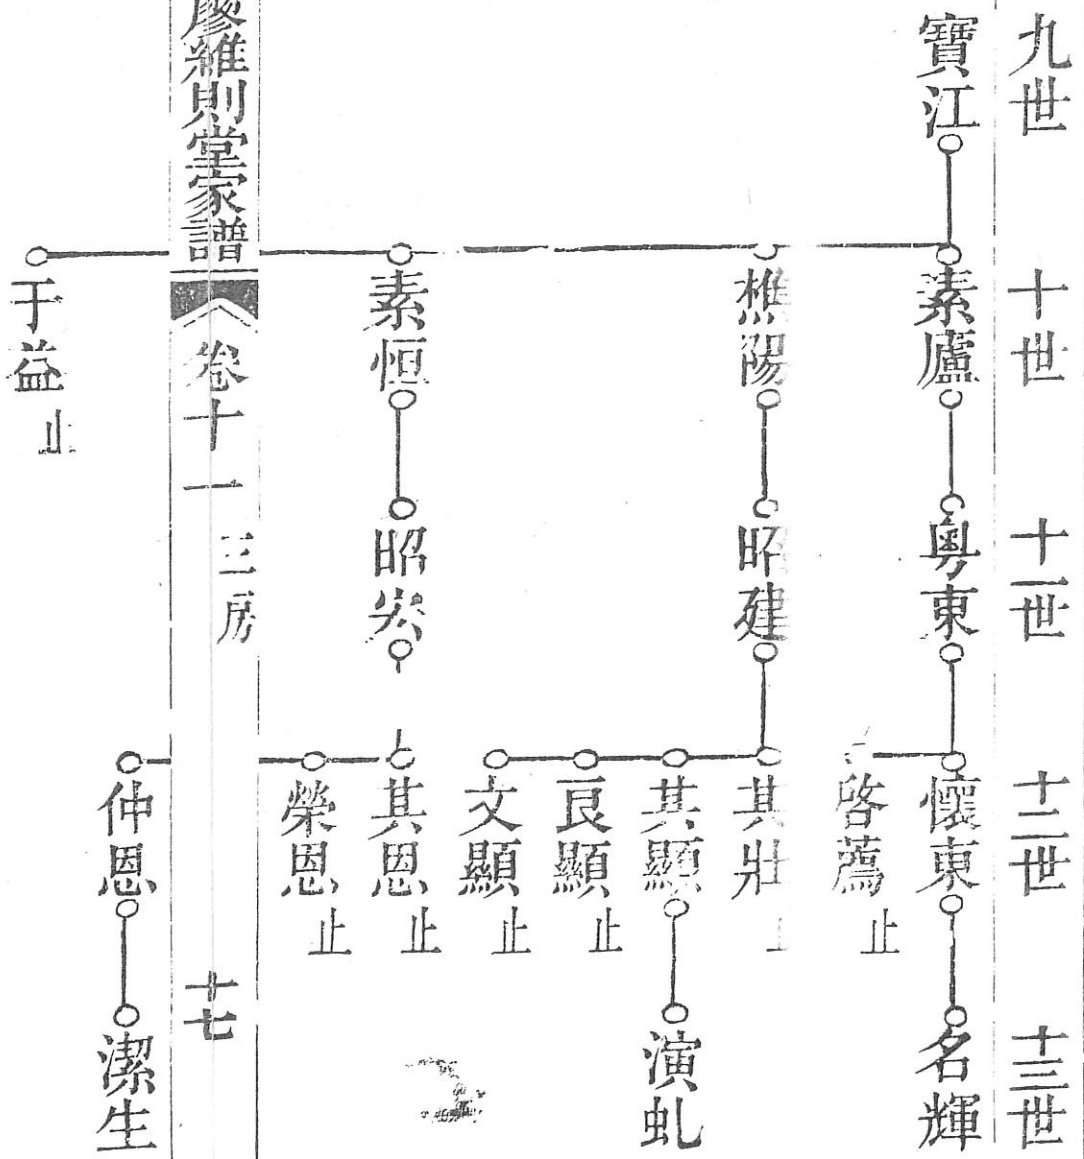 九世
十世
十一世
十二世
十三世
寶江
素廬
粵東
懷東
名輝
啓薦
止
樵陽
昭建
其壯
止
其顯
演虬
良顯
止
文顯
止
素恒
昭
其恩
止
榮恩
止
廖維則堂家譜
卷十一
三房
十七
仲恩
潔生
于益
止